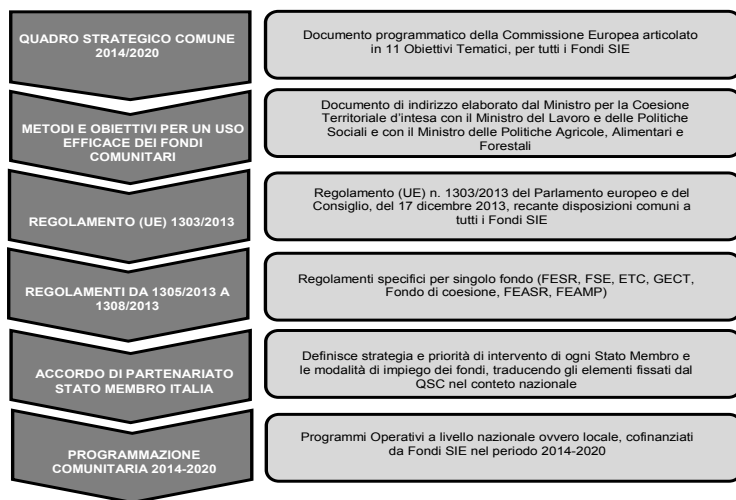 QUADRO STRATEGICO COMUNE
2014/2020
Documento programmatico della Commissione Europea articolato
in 11 Obiettivi Tematici, per tutti i Fondi SIE
METODI E OBIETTIVI PER UN USO
EFFICACE DEI FONDI
COMUNITARI
Documento di indirizzo elaborato dal Ministro per la Coesione
Territoriale d'intesa con il Ministro del Lavoro e delle Politiche
Sociali e con il Ministro delle Politiche Agricole, Alimentari e
Forestali
REGOLAMENTO (UE) 1303/2013
Regolamento (UE) n. 1303/2013 del Parlamento europeo e del
Consiglio, del 17 dicembre 2013, recante disposizioni comuni a
tutti i Fondi SIE
REGOLAMENTI DA 1305/2013 A
1308/2013
Regolamenti specifici per singolo fondo (FESR, FSE, ETC, GECT,
Fondo di coesione, FEASR, FEAMP)
ACCORDO DI PARTENARIATO
STATO MEMBRO ITALIA
Definisce strategia e priorità di intervento di ogni Stato Membro e
le modalità di impiego dei fondi, traducendo gli elementi fissati dal
QSC nel conteto nazionale
PROGRAMMAZIONE
COMUNITARIA 2014-2020
Programmi Operativi a livello nazionale ovvero locale, cofinanziati
da Fondi SIE nel periodo 2014-2020